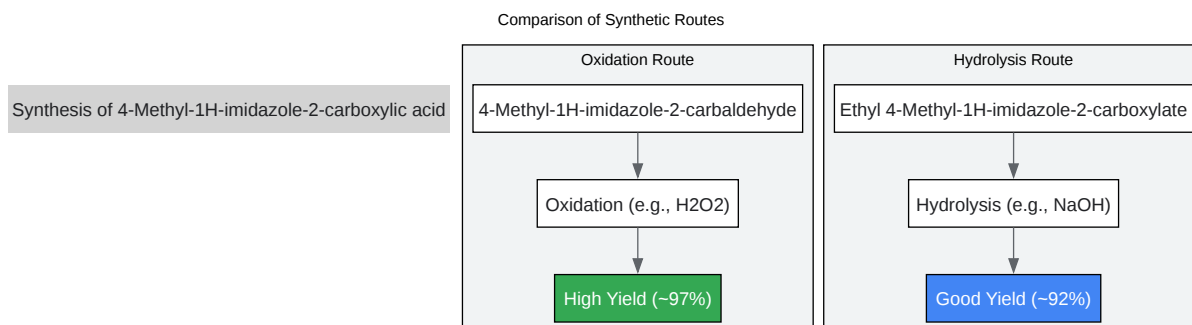 Comparison of Synthetic Routes
Synthesis of 4-Methyl-1H-imidazole-2-carboxylic acid
Oxidation Route
4-Methyl-1H-imidazole-2-carbaldehyde
Oxidation (e.g., H2O2)
High Yield (~97%)
Hydrolysis Route
Ethyl 4-Methyl-1H-imidazole-2-carboxylate
Hydrolysis (e.g., NaOH)
Good Yield (~92%)